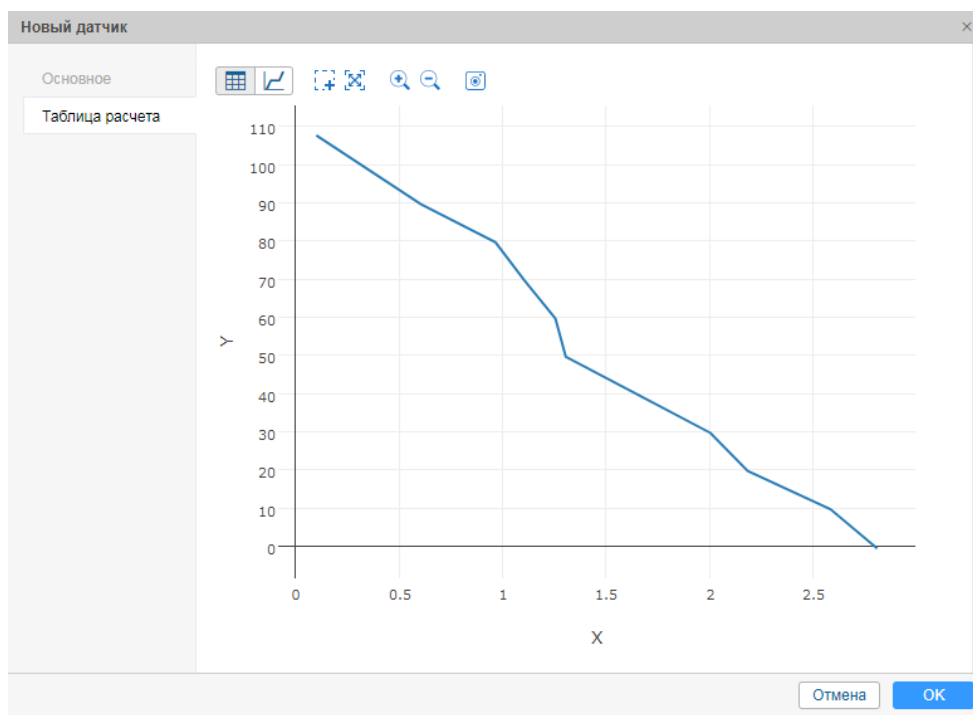 Новый датчик ×
Основное
Таблица расчета
110
100
90
80
70
60
50
40
30
20
10
0
Y
0 0.5 1 1.5 2 2.5
X
Отмена OK